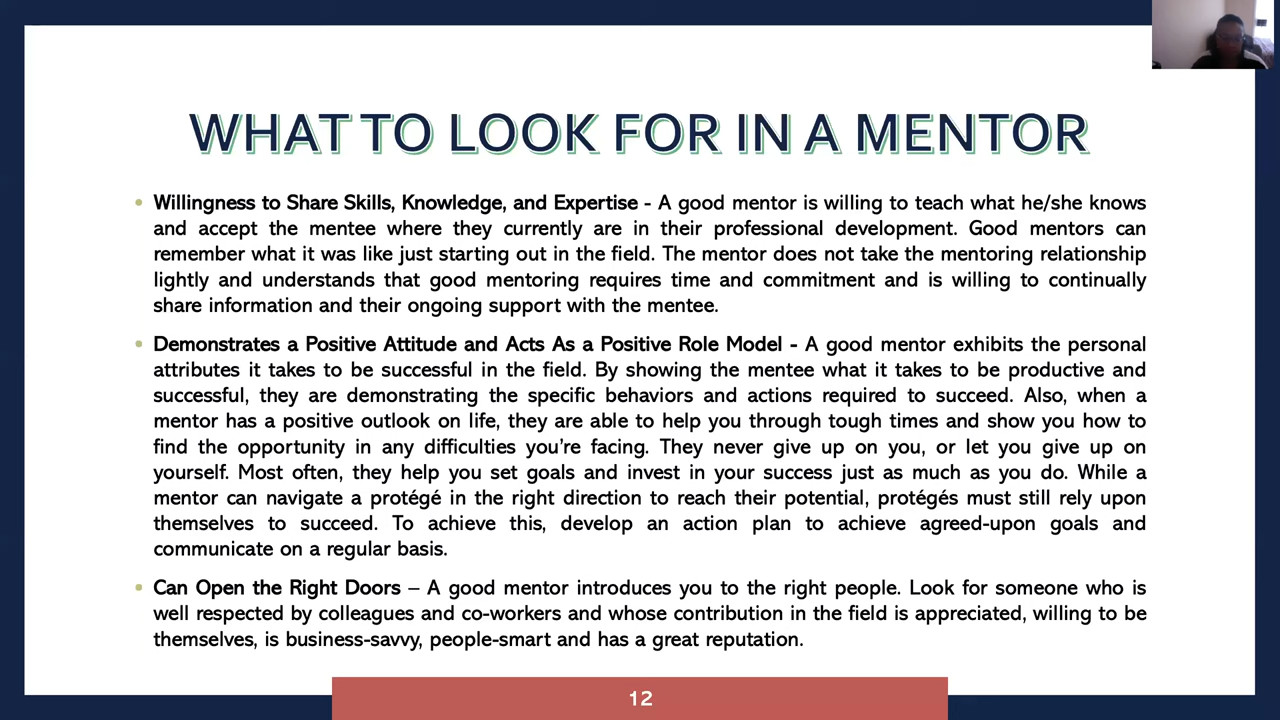 WHAT TO LOOK FOR IN A MENTOR
• Willingness to Share Skills, Knowledge, and Expertise - A good mentor is willing to teach what he/she knows
and accept the mentee where they currently are in their professional development. Good mentors can
remember what it was like just starting out in the field. The mentor does not take the mentoring relationship
lightly and understands that good mentoring requires time and commitment and is willing to continually
share information and their ongoing support with the mentee.
• Demonstrates a Positive Attitude and Acts As a Positive Role Model - A good mentor exhibits the personal
attributes it takes to be successful in the field. By showing the mentee what it takes to be productive and
successful, they are demonstrating the specific behaviors and actions required to succeed. Also, when a
mentor has a positive outlook on life, they are able to help you through tough times and show you how to
find the opportunity in any difficulties you're facing. They never give up on you, or let you give up on
yourself. Most often, they help you set goals and invest in your success just as much as you do. While a
mentor can navigate a protégé in the right direction to reach their potential, protégés must still rely upon
themselves to succeed. To achieve this, develop an action plan to achieve agreed-upon goals and
communicate on a regular basis.
• Can Open the Right Doors – A good mentor introduces you to the right people. Look for someone who is
well respected by colleagues and co-workers and whose contribution in the field is appreciated, willing to be
themselves, is business-savvy, people-smart and has a great reputation.
12